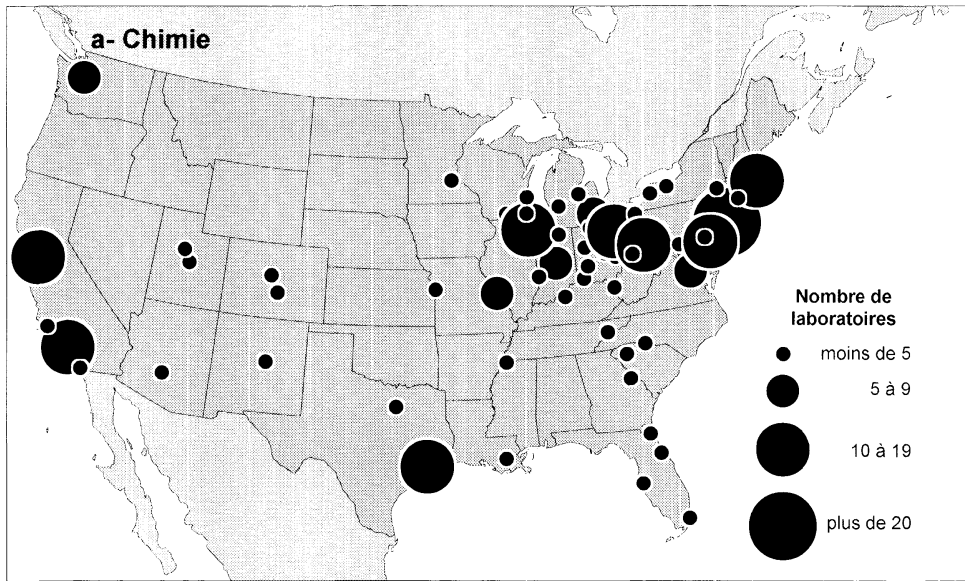 a- Chimie
Nombre de
laboratoires
moins de 5
5 à 9
10 à 19
plus de 20